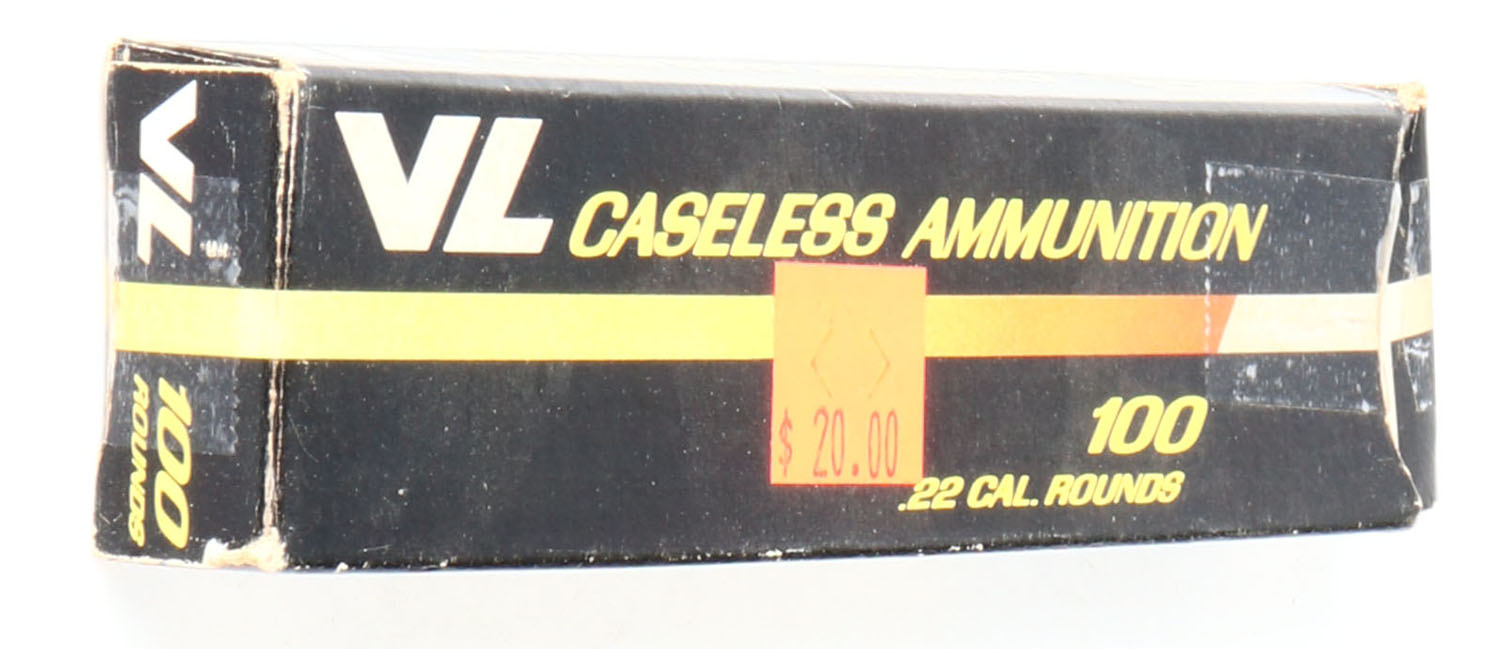 VL
100
ROUNDS
VL CASELESS AMMUNITION
$ 20.00
100
.22 CAL. ROUNDS